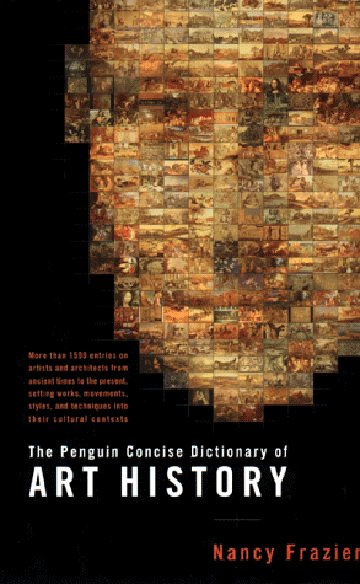 More than 1500 entries on
artists and architects from
ancient times to the present,
setting works, movements,
styles, and techniques into
their cultural contexts
The Penguin Concise Dictionary of
ART HISTORY
Nancy Frazier